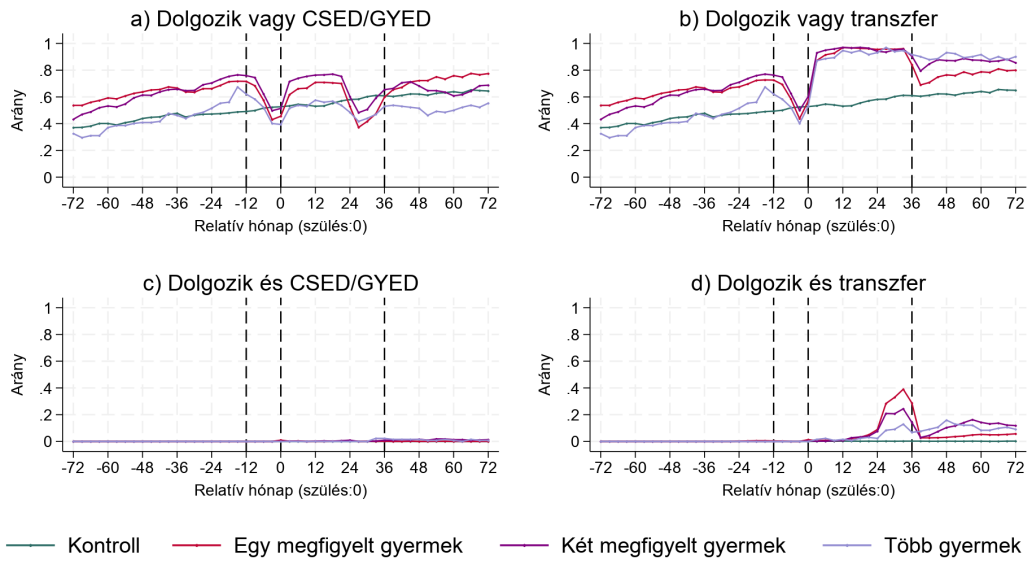 a) Dolgozik vagy CSED/GYED
b) Dolgozik vagy transzfer
Arány
1
.8
.6
.4
.2
0
-72 -60 -48 -36 -24 -12 0 12 24 36 48 60 72
Relatív hónap (szülés:0)
Arány
1
.8
.6
.4
.2
0
-72 -60 -48 -36 -24 -12 0 12 24 36 48 60 72
Relatív hónap (szülés:0)
c) Dolgozik és CSED/GYED
d) Dolgozik és transzfer
Arány
1
.8
.6
.4
.2
0
-72 -60 -48 -36 -24 -12 0 12 24 36 48 60 72
Relatív hónap (szülés:0)
Arány
1
.8
.6
.4
.2
0
-72 -60 -48 -36 -24 -12 0 12 24 36 48 60 72
Relatív hónap (szülés:0)
Kontroll Egy megfigyelt gyermek Két megfigyelt gyermek Több gyermek